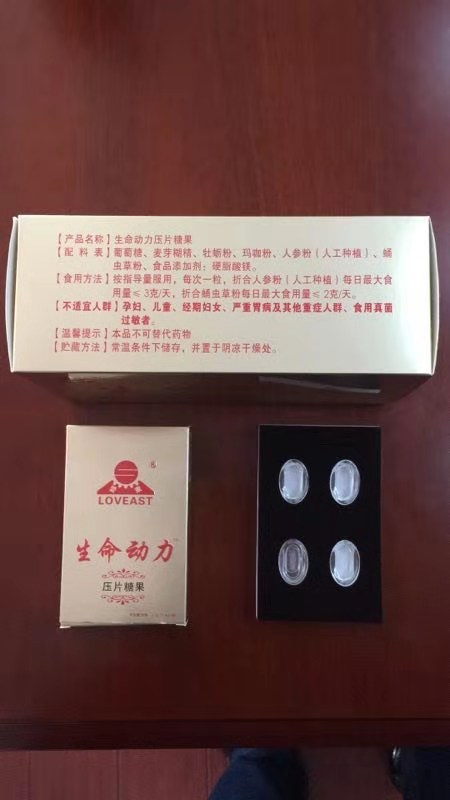 【产品名称】生命动力压片糖果
【配 料 表】葡萄糖、麦芽糊精、牡蛎粉、玛咖粉、人参粉（人工种植）、蛹
虫草粉，食品添加剂：硬脂酸镁。
【食用方法】按指导量服用，每次一粒，折合人参粉（人工种植）每日最大食
用量≤3克/天，折合蛹虫草粉每日最大食用量≤2克/天。
【不适宜人群】孕妇、儿童、经期妇女、严重胃病及其他重症人群、食用真菌
过敏者。
【温馨提示】本品不可替代药物
【贮藏方法】常温条件下储存，并置于阴凉干燥处。
LOVEAST
生命动力
压片糖果